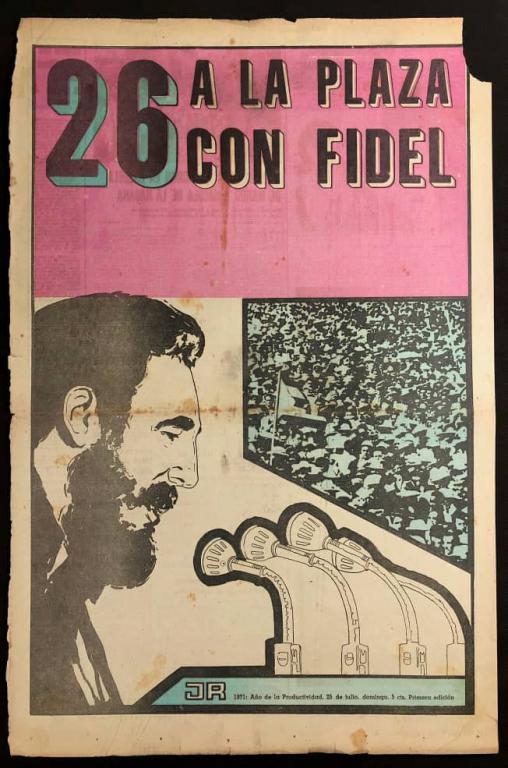 26 A LA PLAZA
CON FIDEL
JR 1971: Año de la Productividad, 25 de julio, domingo, 5 cts. Primera edición